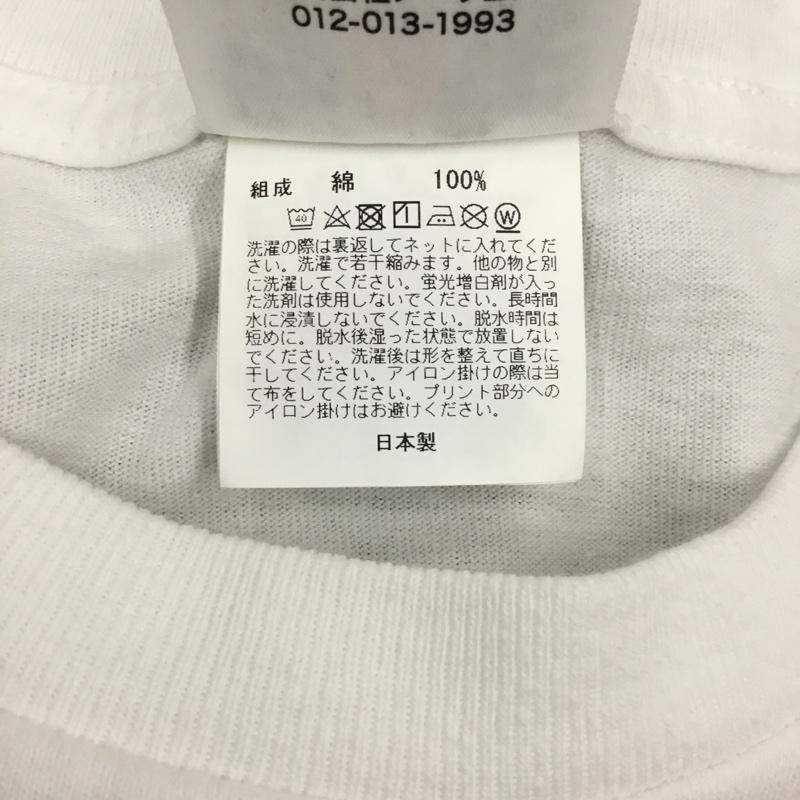 012-013-1993
組成 綿 100%
40 W
洗濯の際は裏返してネットに入れてくだ
さい。洗濯で若干縮みます。他の物と別
に洗濯してください。蛍光増白剤が入っ
た洗剤は使用しないでください。長時間
水に浸漬しないでください。脱水時間は
短めに。脱水後湿った状態で放置しない
でください。洗濯後は形を整えて直ちに
干してください。アイロン掛けの際は当
て布をしてください。プリント部分への
アイロン掛けはお避けください。
日本製